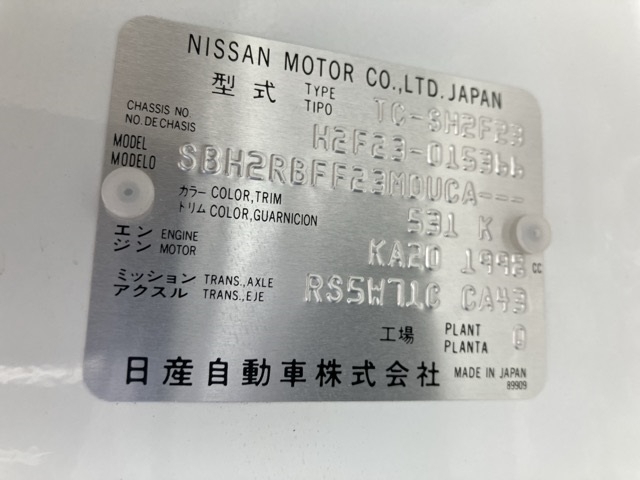 NISSAN MOTOR CO.,LTD. JAPAN
型式 TYPE TIPO TC-SH2F23
CHASSIS NO. NO. DE CHASIS H2F23-015366
MODEL MODELO SBH2RBFF23MDUCA---
カラー COLOR,TRIM トリム COLOR,GUARNICION 531 K
エンジン ENGINE MOTOR KA20 1998 cc
ミッション TRANS.,AXLE アクスル TRANS.,EJE RS5W71C CA43
工場 PLANT PLANTA 0
日産自動車株式会社 MADE IN JAPAN
89909